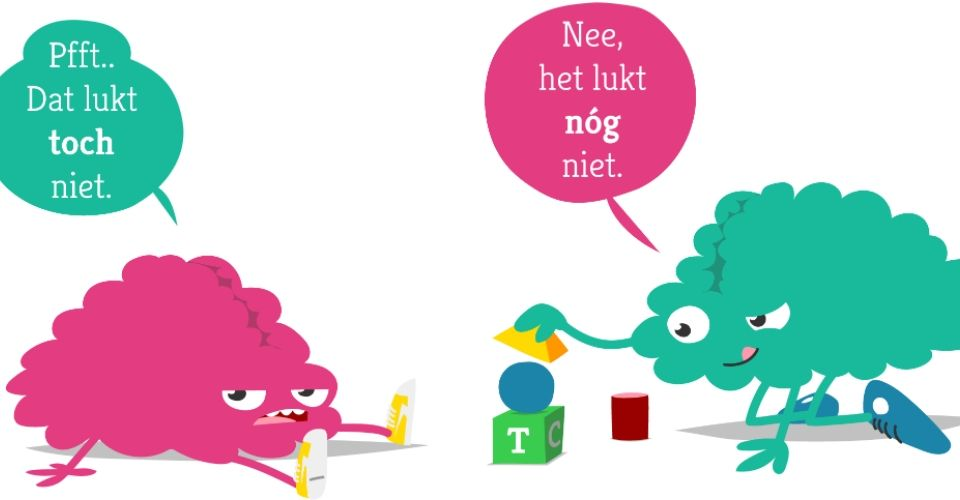 Pfft..
Dat lukt
toch
niet.
Nee,
het lukt
nóg
niet.
T C